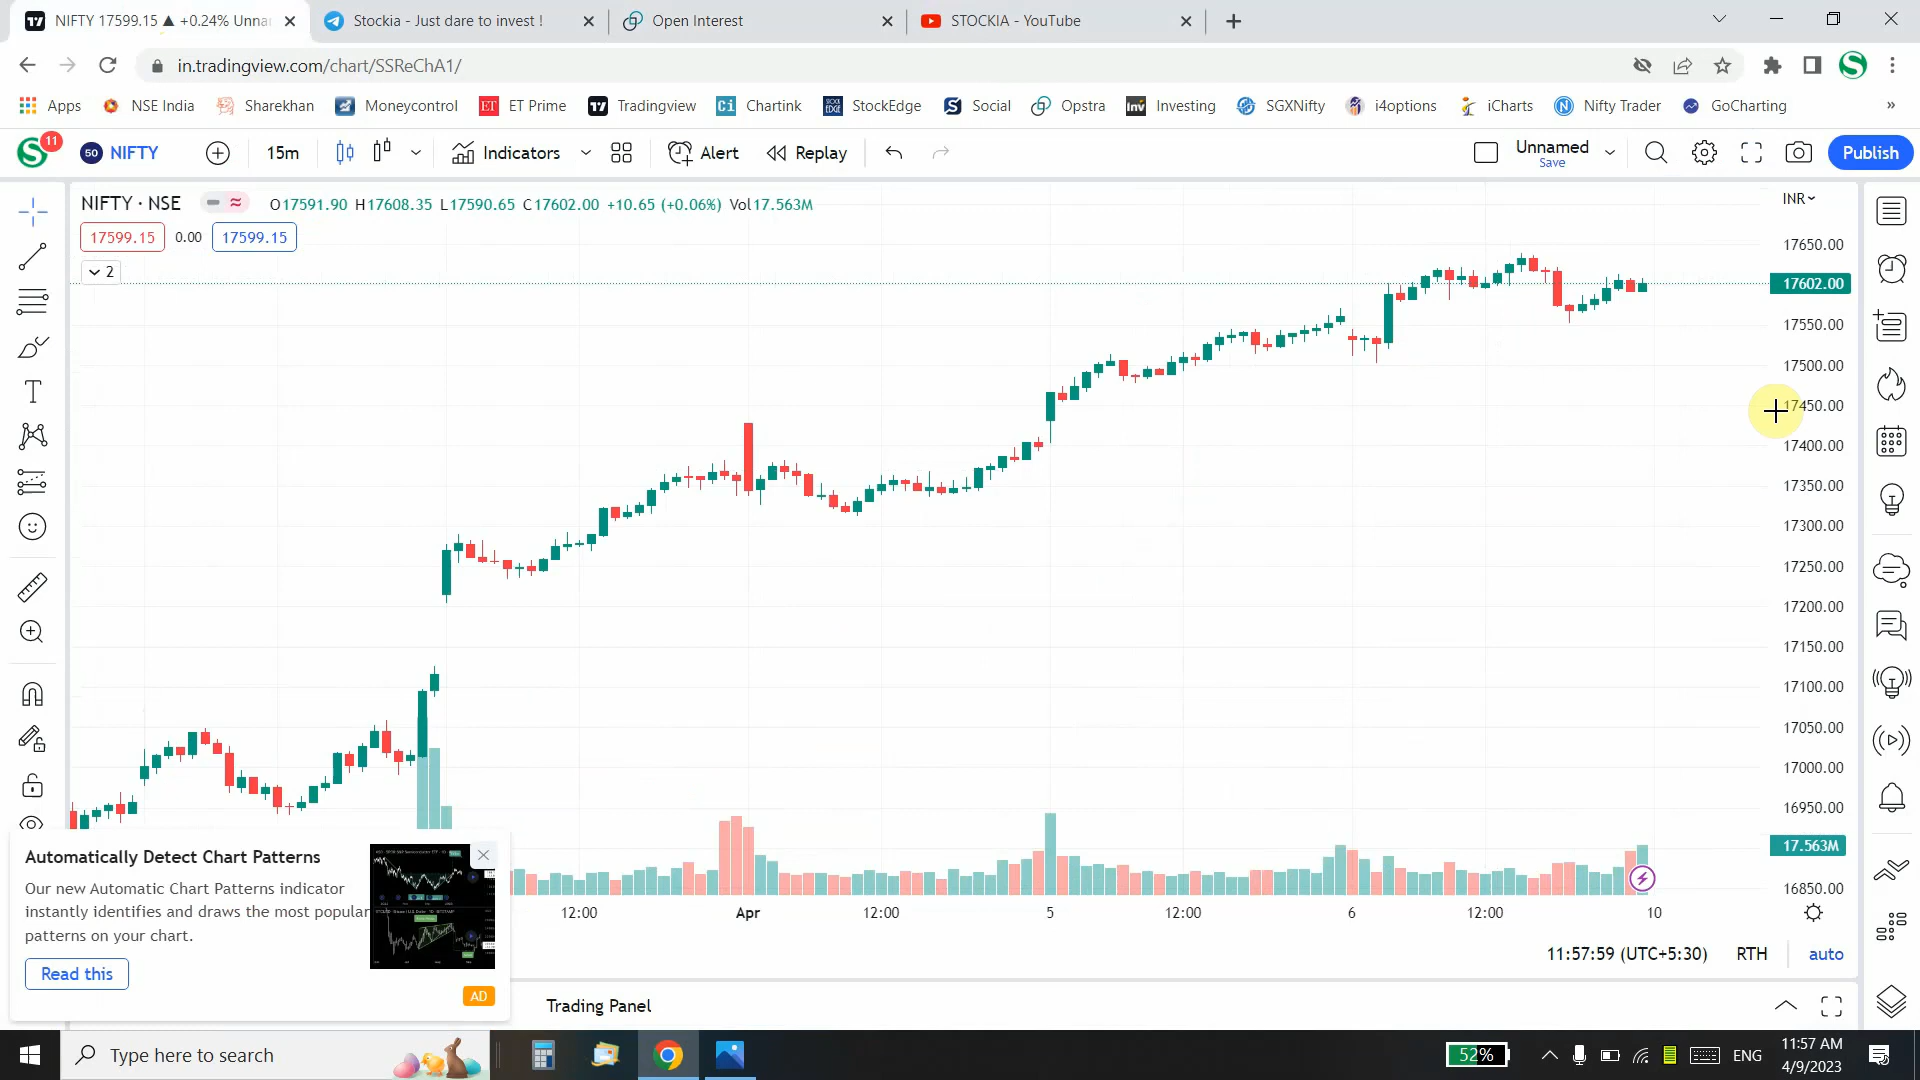 NIFTY 17599.15 ▲ +0.24% Unna
Stockia - Just dare to invest !
Open Interest
STOCKIA - YouTube
in.tradingview.com/chart/SSReChA1/
Apps
NSE India
Sharekhan
Moneycontrol
ET ET Prime
Tradingview
Ci Chartink
StockEdge
Social
Opstra
Inv Investing
SGXNifty
i4options
iCharts
Nifty Trader
GoCharting
»
11
50 NIFTY
15m
Indicators
Alert
Replay
Unnamed
Save
Publish
NIFTY · NSE
O17591.90 H17608.35 L17590.65 C17602.00 +10.65 (+0.06%) Vol17.563M
INR
17599.15 0.00 17599.15
2
17650.00
17602.00
17550.00
17500.00
17450.00
17400.00
17350.00
17300.00
17250.00
17200.00
17150.00
17100.00
17050.00
17000.00
16950.00
17.563M
16850.00
12:00
Apr
12:00
5
12:00
6
12:00
10
Automatically Detect Chart Patterns
Our new Automatic Chart Patterns indicator
instantly identifies and draws the most popular
patterns on your chart.
Read this
AD
11:57:59 (UTC+5:30)
RTH
auto
Trading Panel
Type here to search
52%
ENG
11:57 AM
4/9/2023